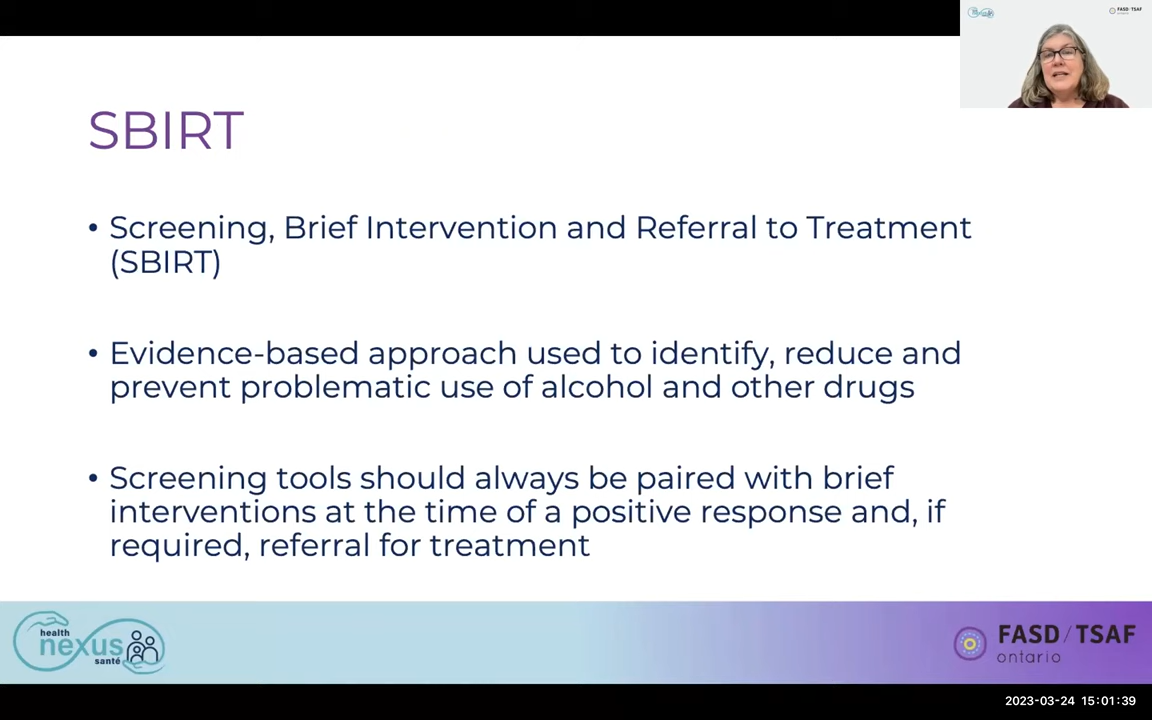 FASD/TSAF
SBIRT
• Screening, Brief Intervention and Referral to Treatment
(SBIRT)
• Evidence-based approach used to identify, reduce and
prevent problematic use of alcohol and other drugs
• Screening tools should always be paired with brief
interventions at the time of a positive response and, if
required, referral for treatment
health
nexus
santé
FASD/TSAF
ontario
2023-03-24 15:01:39